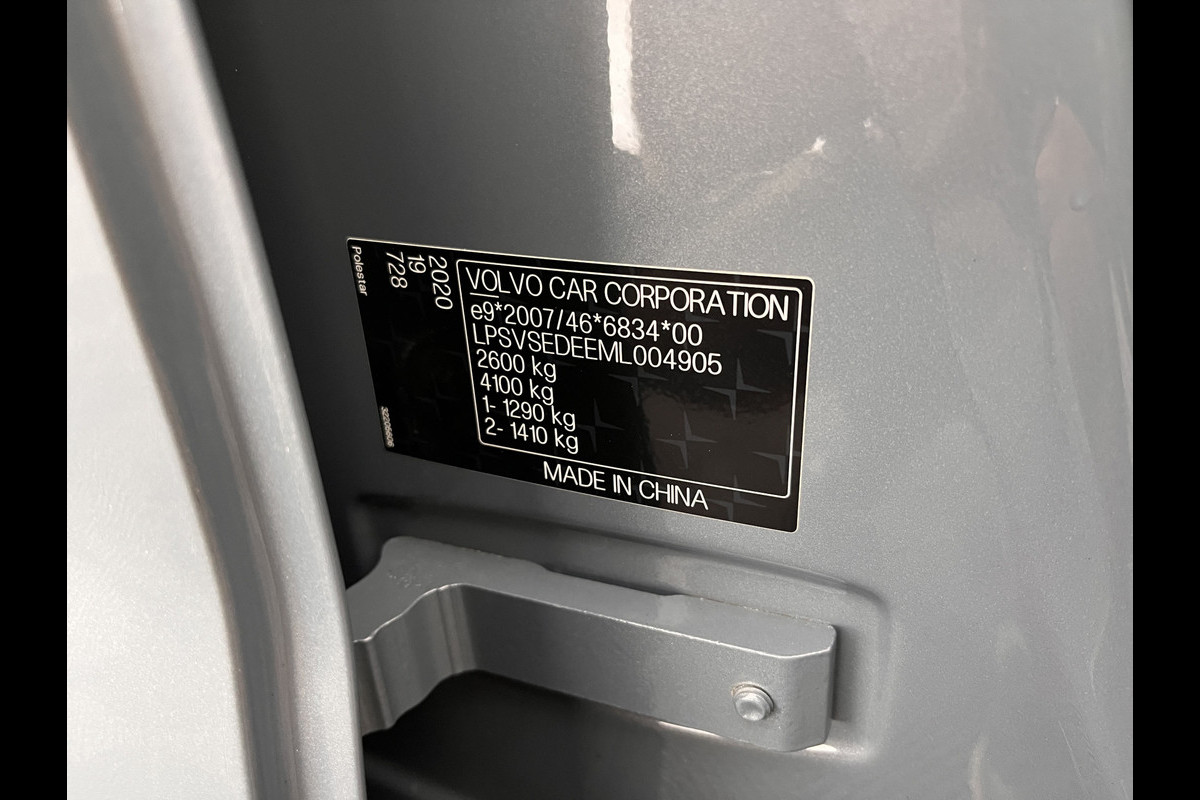 VOLVO CAR CORPORATION
e9*2007/46*6834*00
LPSVSEDEEML004905
2600 kg
4100 kg
1- 1290 kg
2- 1410 kg
MADE IN CHINA
2020
19
728
Polestar